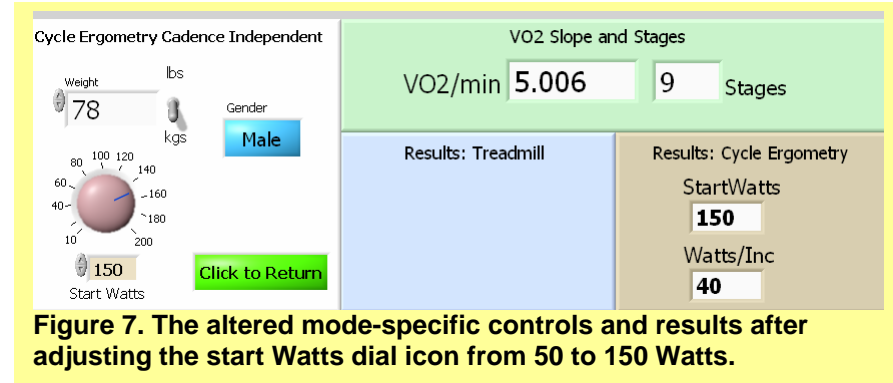 Cycle Ergometry Cadence Independent
Weight
lbs
78
kgs
Gender
Male
10
40
60
80
100
120
140
160
180
200
150
Start Watts
Click to Return
VO2 Slope and Stages
VO2/min 5.006 9 Stages
Results: Treadmill
Results: Cycle Ergometry
StartWatts
150
Watts/Inc
40
Figure 7. The altered mode-specific controls and results after
adjusting the start Watts dial icon from 50 to 150 Watts.